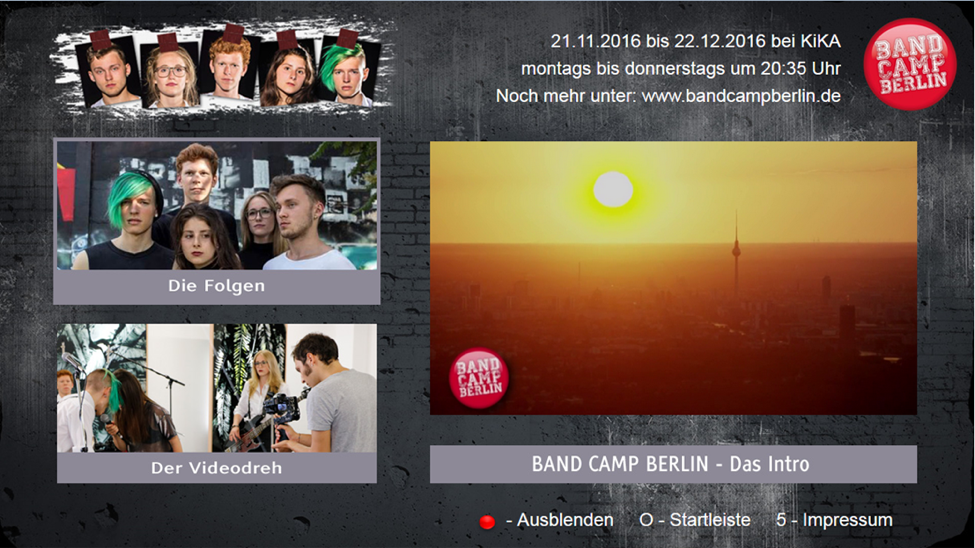 21.11.2016 bis 22.12.2016 bei KiKA
montags bis donnerstags um 20:35 Uhr
Noch mehr unter: www.bandcampberlin.de
BAND
CAMP
BERLIN
Die Folgen
BAND
CAMP
BERLIN
Der Videodreh
BAND CAMP BERLIN - Das Intro
- Ausblenden O - Startleiste 5 - Impressum